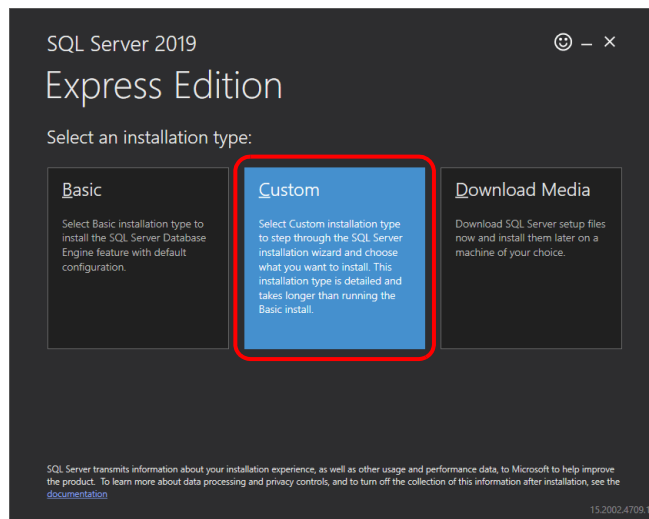 SQL Server 2019
Express Edition
Select an installation type:
Basic
Select Basic installation type to
install the SQL Server Database
Engine feature with default
configuration.
Custom
Select Custom installation type
to step through the SQL Server
installation wizard and choose
what you want to install. This
installation type is detailed and
takes longer than running the
Basic install.
Download Media
Download SQL Server setup files
now and install them later on a
machine of your choice.
SQL Server transmits information about your installation experience, as well as other usage and performance data, to Microsoft to help improve
the product. To learn more about data processing and privacy controls, and to turn off the collection of this information after installation, see the
documentation
15.2002.4709.1